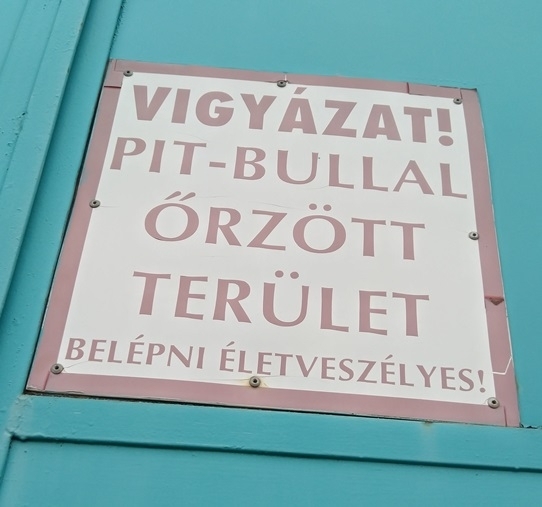 VIGYÁZAT!
PIT-BULLAL
ŐRZÖTT
TERÜLET
BELÉPNI ÉLETVESZÉLYES!